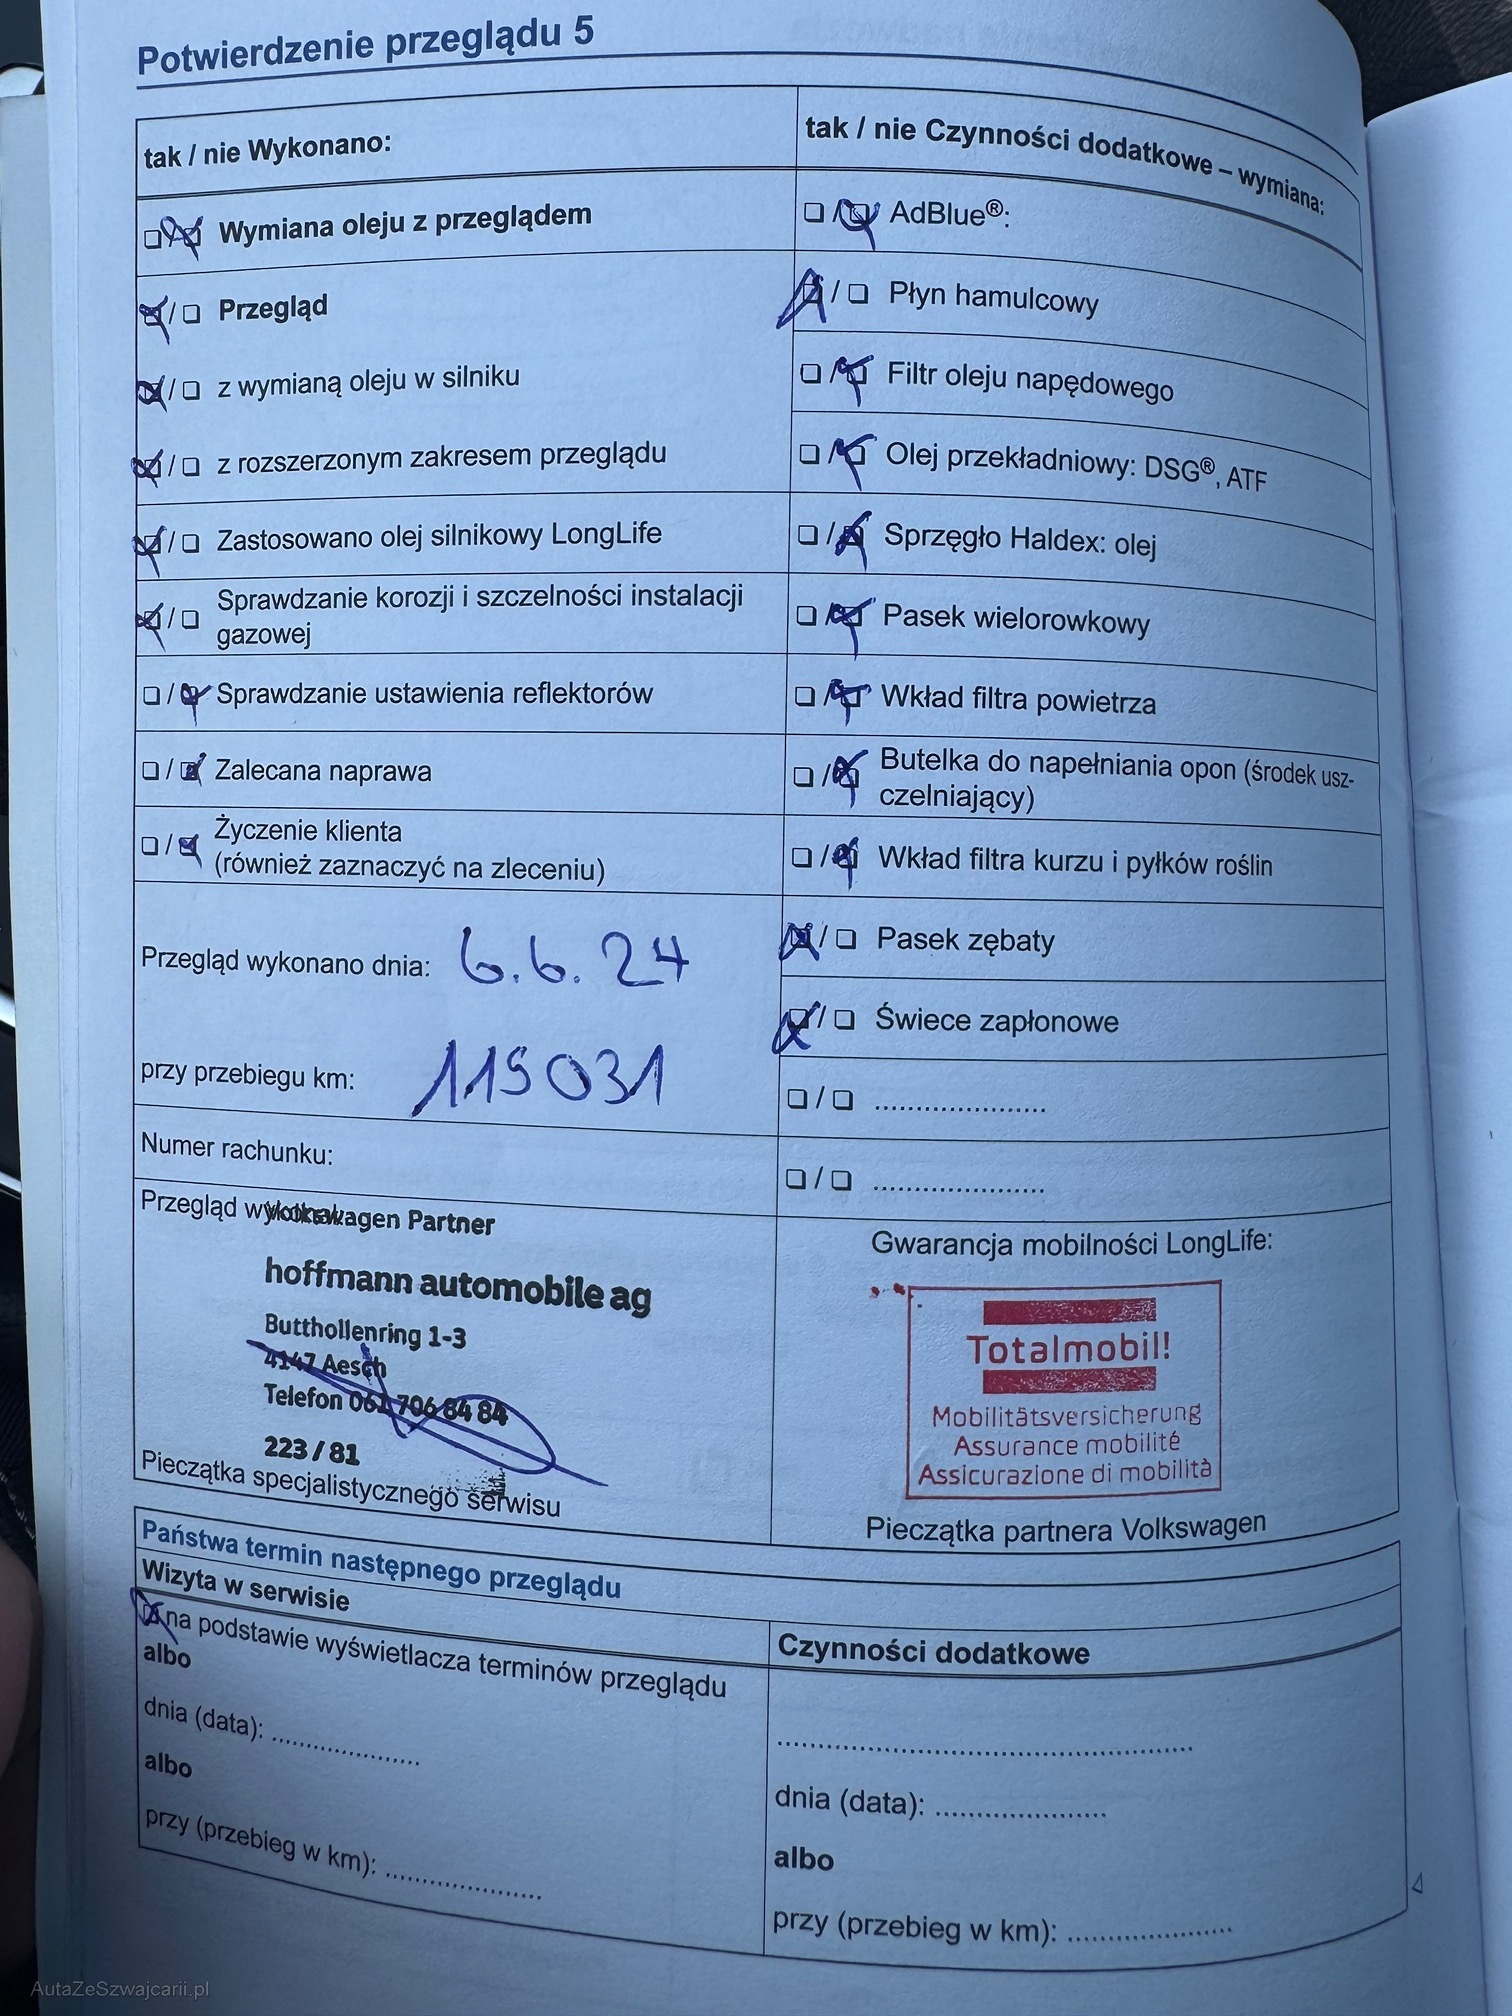 Potwierdzenie przeglądu 5
tak / nie Wykonano:
☐/☒ Wymiana oleju z przeglądem
☒/☐ Przegląd
☒/☐ z wymianą oleju w silniku
☒/☐ z rozszerzonym zakresem przeglądu
☒/☐ Zastosowano olej silnikowy LongLife
☒/☐ Sprawdzanie korozji i szczelności instalacji
gazowej
☐/☒ Sprawdzanie ustawienia reflektorów
☐/☒ Zalecana naprawa
☐/☒ Życzenie klienta
(również zaznaczyć na zleceniu)
Przegląd wykonano dnia: 6.6.24
przy przebiegu km: 115031
Numer rachunku:
Przegląd wykonał:
Volkswagen Partner
hoffmann automobile ag
Butthollenring 1-3
4147 Aesch
Telefon 061 706 84 84
223 / 81
Pieczątka specjalistycznego serwisu
tak / nie Czynności dodatkowe – wymiana:
☐/☒ AdBlue®:
☒/☐ Płyn hamulcowy
☐/☒ Filtr oleju napędowego
☐/☒ Olej przekładniowy: DSG®, ATF
☐/☒ Sprzęgło Haldex: olej
☐/☒ Pasek wielorowkowy
☐/☒ Wkład filtra powietrza
☐/☒ Butelka do napełniania opon (środek usz-
czelniający)
☐/☒ Wkład filtra kurzu i pyłków roślin
☒/☐ Pasek zębaty
☒/☐ Świece zapłonowe
☐/☐ .....................
☐/☐ .....................
Gwarancja mobilności LongLife:
Totalmobil!
Mobilitätsversicherung
Assurance mobilité
Assicurazione di mobilità
Pieczątka partnera Volkswagen
Państwa termin następnego przeglądu
Wizyta w serwisie
☒ na podstawie wyświetlacza terminów przeglądu
albo
dnia (data): .....................
albo
przy (przebieg w km): .....................
Czynności dodatkowe
..................................................
dnia (data): .....................
albo
przy (przebieg w km): .....................
AutaZeSzwajcarii.pl